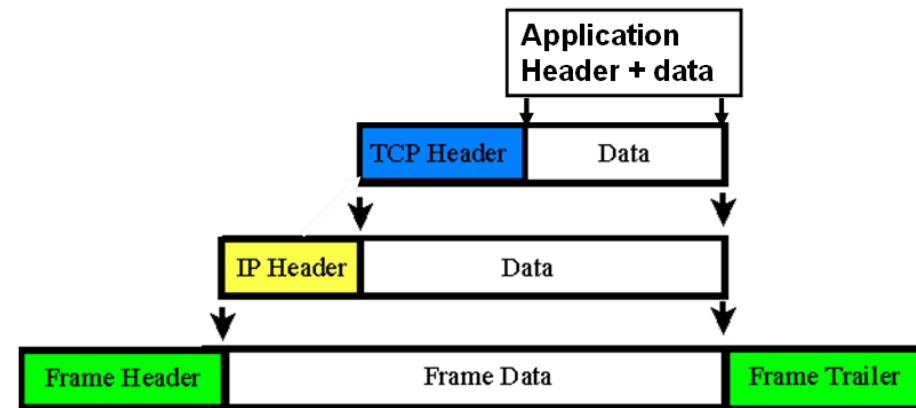 Application
Header + data
TCP Header Data
IP Header Data
Frame Header Frame Data Frame Trailer